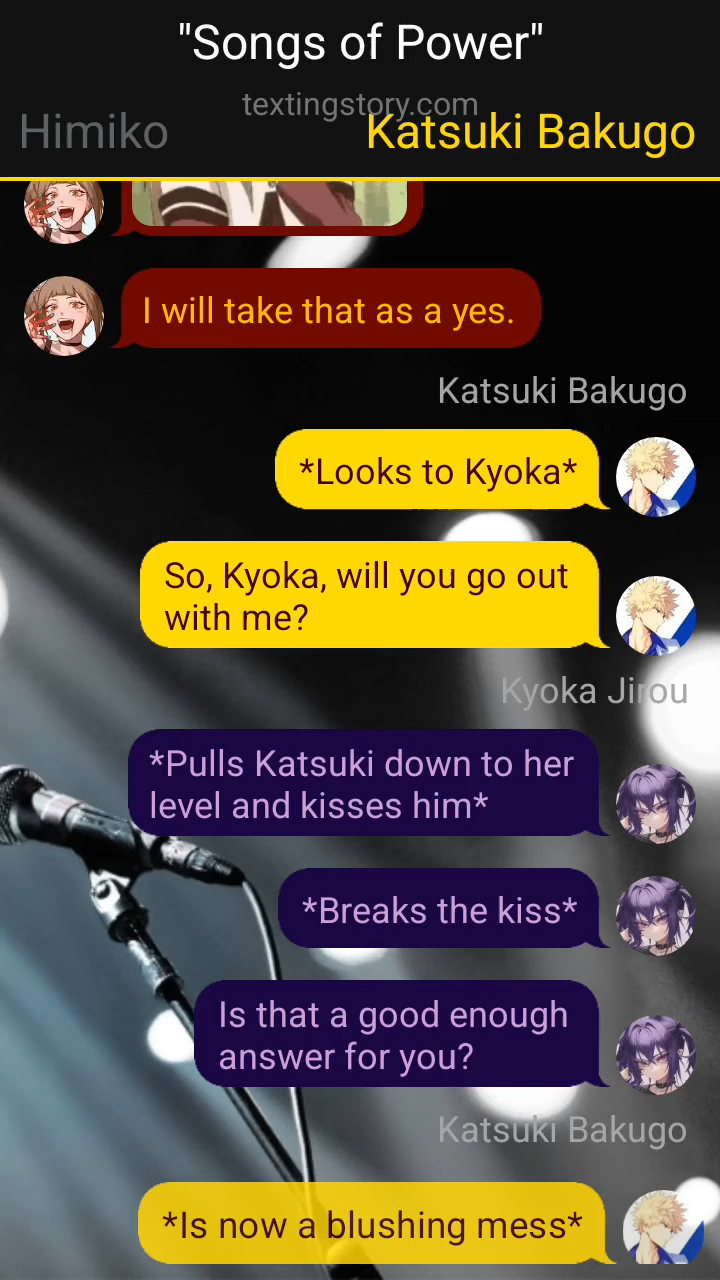 "Songs of Power"
textingstory.com
Himiko
Katsuki Bakugo
I will take that as a yes.
Katsuki Bakugo
*Looks to Kyoka*
So, Kyoka, will you go out
with me?
Kyoka Jirou
*Pulls Katsuki down to her
level and kisses him*
*Breaks the kiss*
Is that a good enough
answer for you?
Katsuki Bakugo
*Is now a blushing mess*